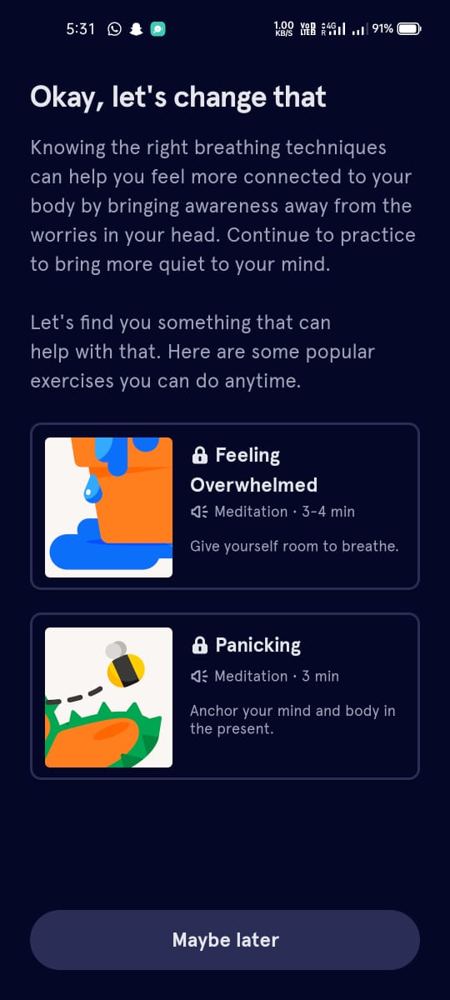 5:31
1.00 KB/S VoD LTEB 4G R 91%
Okay, let's change that
Knowing the right breathing techniques
can help you feel more connected to your
body by bringing awareness away from the
worries in your head. Continue to practice
to bring more quiet to your mind.
Let's find you something that can
help with that. Here are some popular
exercises you can do anytime.
Feeling
Overwhelmed
Meditation · 3-4 min
Give yourself room to breathe.
Panicking
Meditation · 3 min
Anchor your mind and body in
the present.
Maybe later